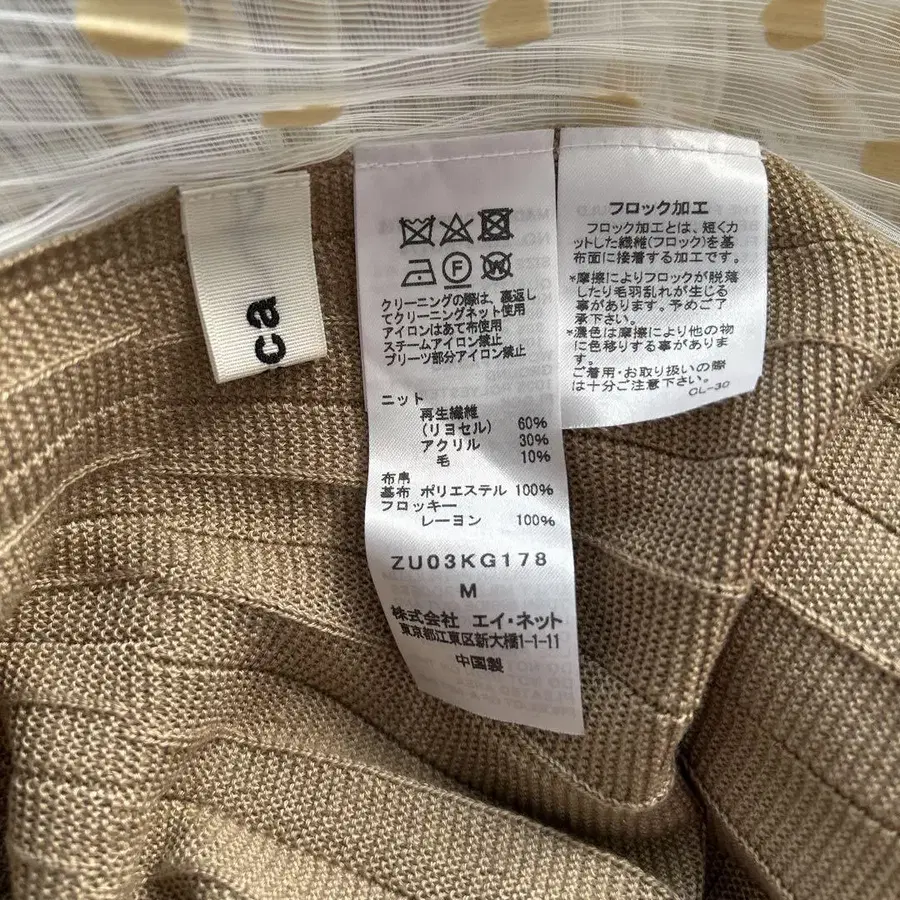 ca
クリーニングの際は、裏返し
てクリーニングネット使用
アイロンはあて布使用
スチームアイロン禁止
プリーツ部分アイロン禁止
ニット
再生繊維
(リヨセル) 60%
アクリル 30%
毛 10%
布帛
基布 ポリエステル 100%
フロッキー
レーヨン 100%
ZU03KG178
M
株式会社 エイ・ネット
東京都江東区新大橋1-1-11
中国製
フロック加工
フロック加工とは、短くカ
ットした繊維(フロック)を基
布面に接着する加工です。
*摩擦によりフロックが脱落
したり毛羽乱れが生じる
事があります。予めご了
承下さい。
*濃色は摩擦により他の物
に色移りする事がありま
す。
ご着用・お取り扱いの際
は十分ご注意下さい。
CL-30